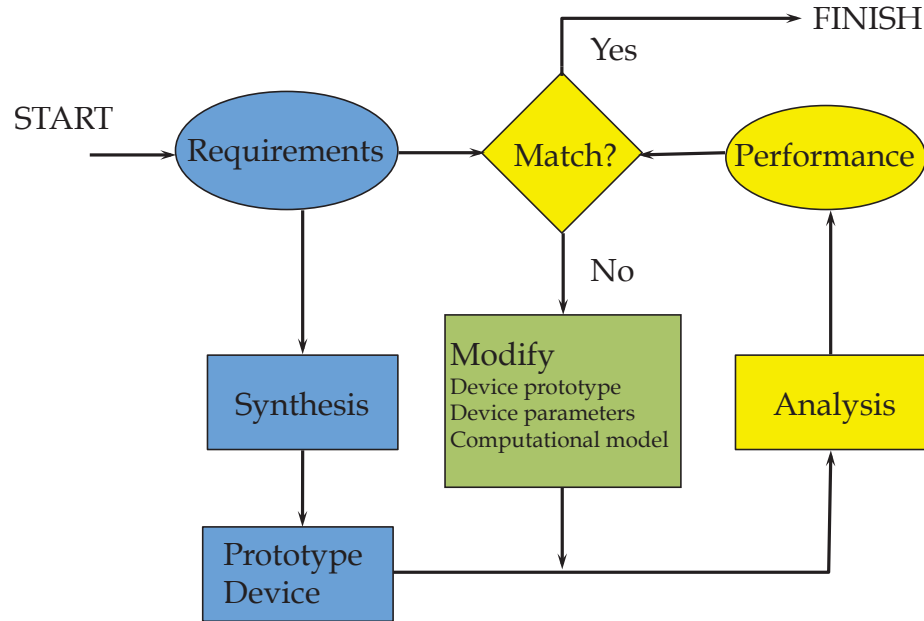 FINISH
Yes
START
Requirements
Match?
Performance
No
Modify
Device prototype
Device parameters
Computational model
Synthesis
Analysis
Prototype
Device